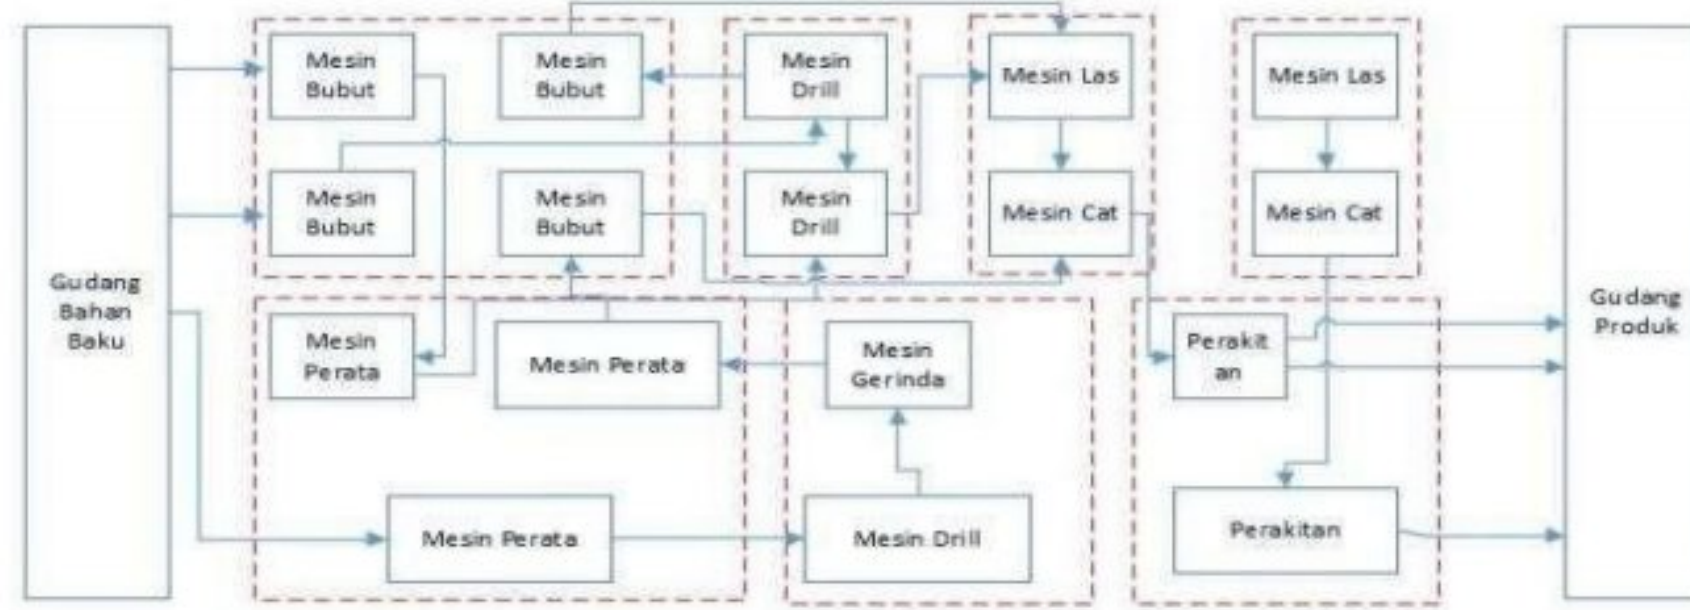 Gudang
Bahan
Baku
Mesin
Bubut
Mesin
Bubut
Mesin
Drill
Mesin Las
Mesin Las
Mesin
Bubut
Mesin
Bubut
Mesin
Drill
Mesin Cat
Mesin Cat
Mesin
Perata
Mesin Perata
Mesin
Gerinda
Perakit
an
Gudang
Produk
Mesin Perata
Mesin Drill
Perakitan